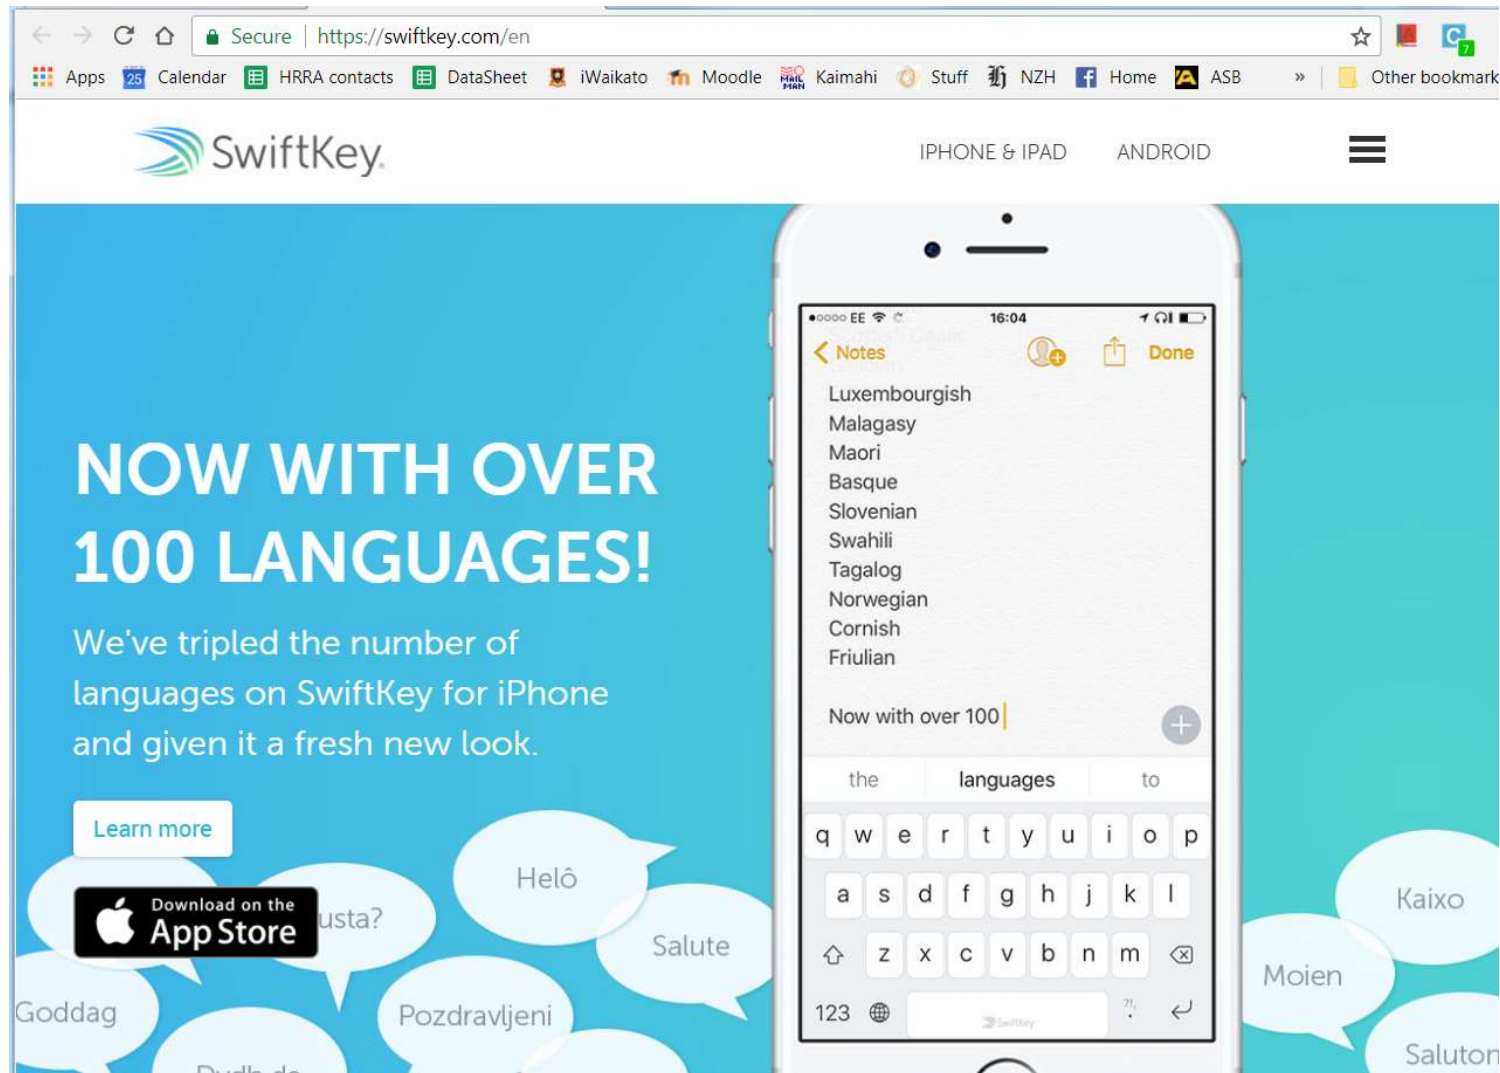 Secure | https://swiftkey.com/en
Apps 25 Calendar HRRA contacts DataSheet iWaikato Moodle MAIL MAN Kaimahi Stuff NZH Home ASB » Other bookmark
SwiftKey
IPHONE & IPAD ANDROID
EE 16:04
Notes Done
Luxembourgish
Malagasy
Maori
Basque
Slovenian
Swahili
Tagalog
Norwegian
Cornish
Friulian
Now with over 100
the languages to
q w e r t y u i o p
a s d f g h j k l
z x c v b n m
123 SwiftKey ?!,.
NOW WITH OVER
100 LANGUAGES!
We've tripled the number of
languages on SwiftKey for iPhone
and given it a fresh new look.
Learn more
Download on the
App Store
usta?
Helô
Salute
Goddag
Pozdravljeni
Kaixo
Moien
Saluton